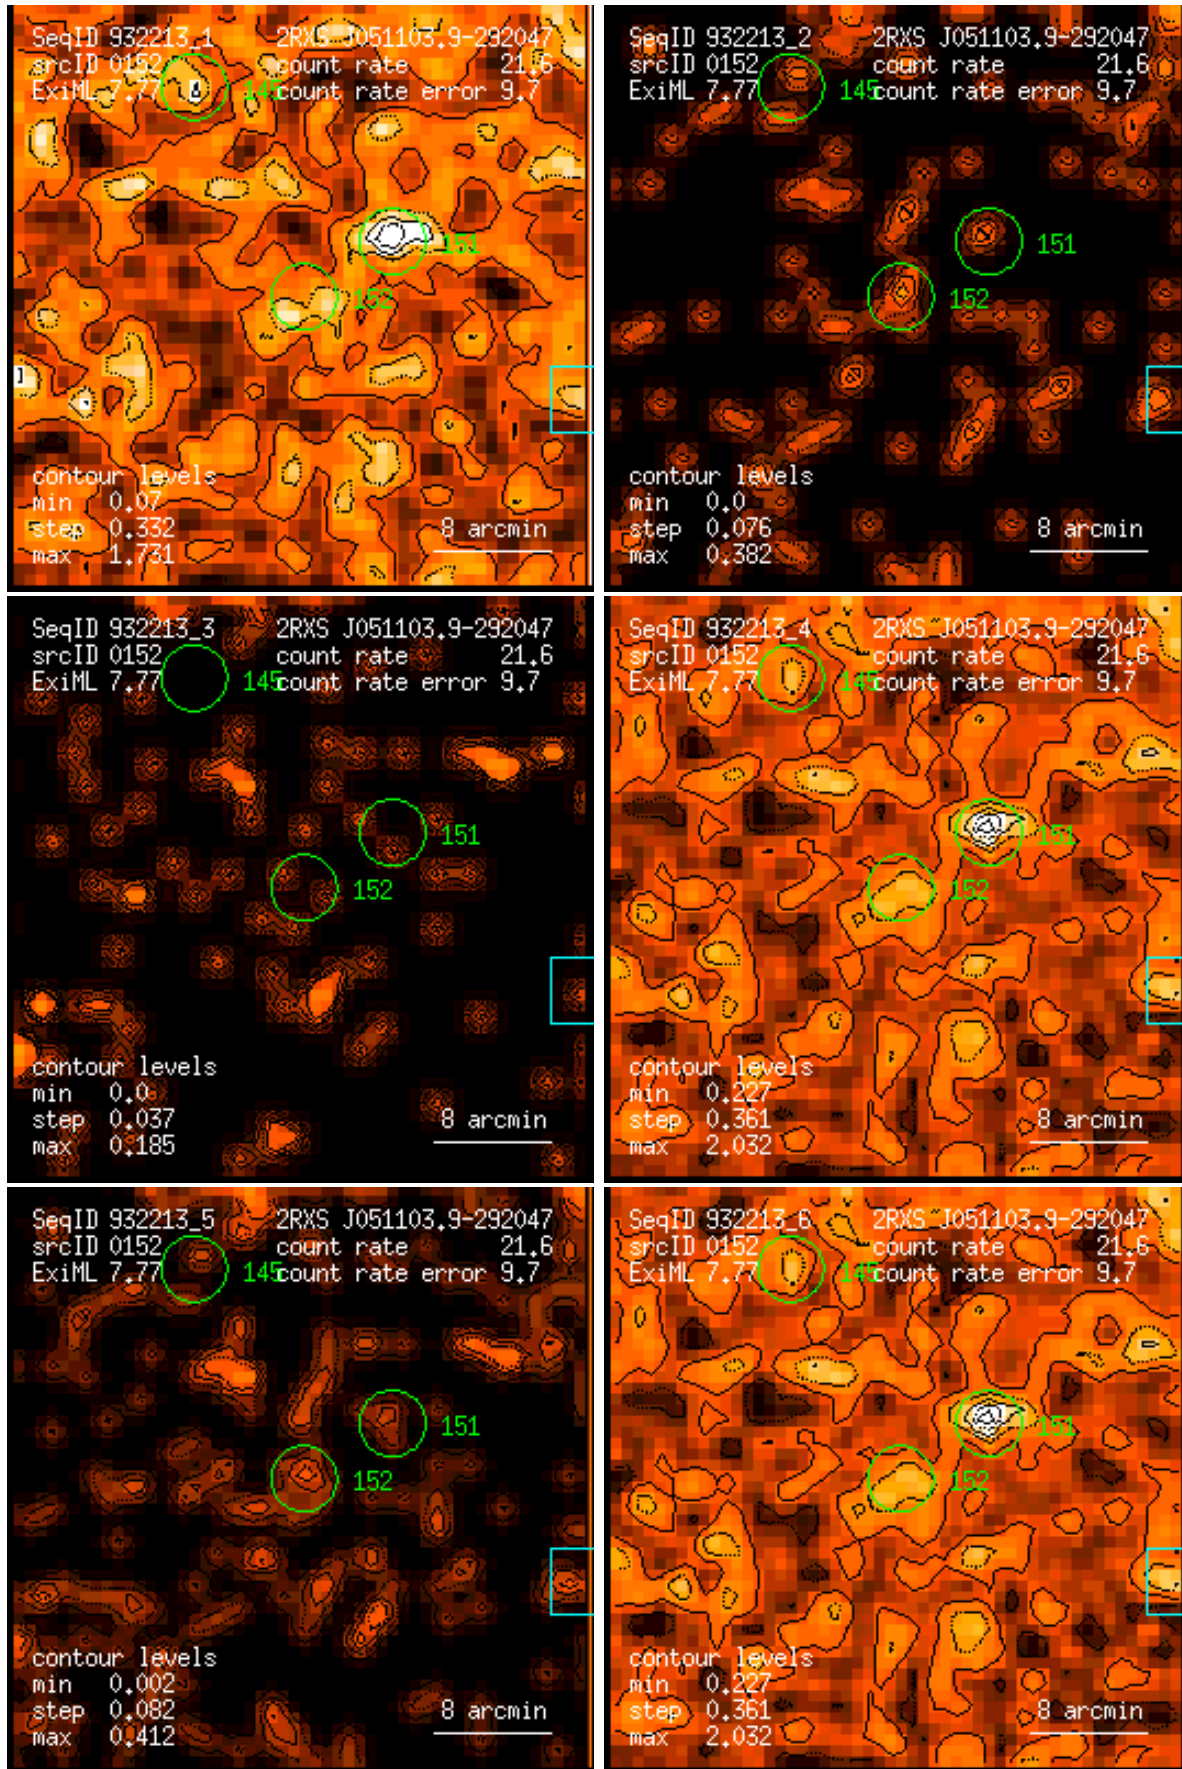 SeqID 932213_1 2RXS J051103.9-292047
srcID 0152 count rate 21.6
ExiML 7.77 145 count rate error 9.7
151
152
contour levels
min 0.07
step 0.332 8 arcmin
max 1.731
SeqID 932213_2 2RXS J051103.9-292047
srcID 0152 count rate 21.6
ExiML 7.77 145 count rate error 9.7
151
152
contour levels
min 0.0
step 0.076 8 arcmin
max 0.382
SeqID 932213_3 2RXS J051103.9-292047
srcID 0152 count rate 21.6
ExiML 7.77 145 count rate error 9.7
151
152
contour levels
min 0.0
step 0.037 8 arcmin
max 0.185
SeqID 932213_4 2RXS J051103.9-292047
srcID 0152 count rate 21.6
ExiML 7.77 145 count rate error 9.7
151
152
contour levels
min 0.227
step 0.361 8 arcmin
max 2.032
SeqID 932213_5 2RXS J051103.9-292047
srcID 0152 count rate 21.6
ExiML 7.77 145 count rate error 9.7
151
152
contour levels
min 0.002
step 0.082 8 arcmin
max 0.412
SeqID 932213_6 2RXS J051103.9-292047
srcID 0152 count rate 21.6
ExiML 7.77 145 count rate error 9.7
151
152
contour levels
min 0.227
step 0.361 8 arcmin
max 2.032